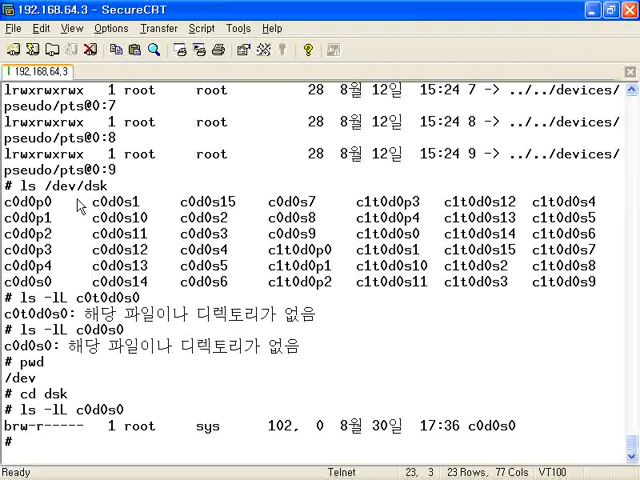 192.168.64.3 - SecureCRT
File Edit View Options Transfer Script Tools Help
192,168,64,3
lrwxrwxrwx 1 root 28 8월 12일 15:24 7 -> ../../devices/
pseudo/pts@0:7
lrwxrwxrwx 1 root 28 8월 12일 15:24 8 -> ../../devices/
pseudo/pts@0:8
lrwxrwxrwx 1 root 28 8월 12일 15:24 9 -> ../../devices/
pseudo/pts@0:9
# ls /dev/dsk
c0d0p0 c0d0s1 c0d0s15 c0d0s7 c1t0d0p3 c1t0d0s12 c1t0d0s4
c0d0p1 c0d0s10 c0d0s2 c0d0s8 c1t0d0p4 c1t0d0s13 c1t0d0s5
c0d0p2 c0d0s11 c0d0s3 c0d0s9 c1t0d0s0 c1t0d0s14 c1t0d0s6
c0d0p3 c0d0s12 c0d0s4 c1t0d0p0 c1t0d0s1 c1t0d0s15 c1t0d0s7
c0d0p4 c0d0s13 c0d0s5 c1t0d0p1 c1t0d0s10 c1t0d0s2 c1t0d0s8
c0d0s0 c0d0s14 c0d0s6 c1t0d0p2 c1t0d0s11 c1t0d0s3 c1t0d0s9
# ls -lL c0t0d0s0
c0t0d0s0: 해당 파일이나 디렉토리가 없음
# ls -lL c0d0s0
c0d0s0: 해당 파일이나 디렉토리가 없음
# pwd
/dev
# cd dsk
# ls -lL c0d0s0
brw-r----- 1 root sys 102, 0 8월 30일 17:36 c0d0s0
#
Ready Telnet 23, 3 23 Rows, 77 Cols VT100